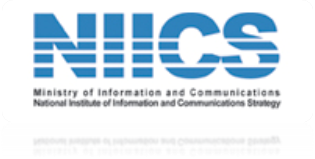 NIICS
Ministry of Information and Communications
National Institute of Information and Communications Strategy